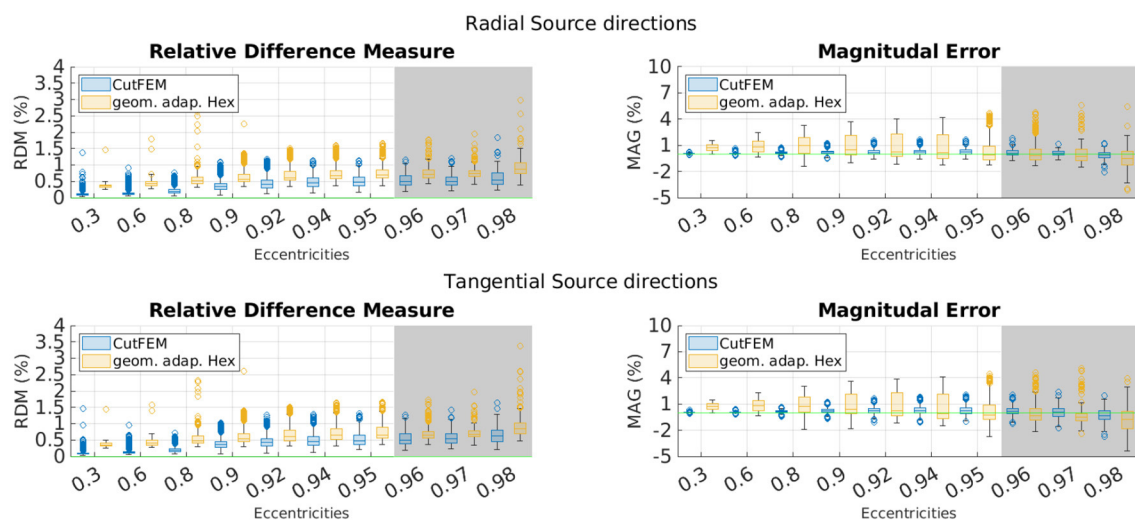 Radial Source directions
Relative Difference Measure
Magnitudal Error
RDM (%)
4
3.5
3
2.5
2
1.5
1
0.5
0
CutFEM
geom. adap. Hex
0.3 0.6 0.8 0.9 0.92 0.94 0.95 0.96 0.97 0.98
Eccentricities
MAG (%)
10
7
4
1
-2
-5
CutFEM
geom. adap. Hex
0.3 0.6 0.8 0.9 0.92 0.94 0.95 0.96 0.97 0.98
Eccentricities
Tangential Source directions
Relative Difference Measure
Magnitudal Error
RDM (%)
4
3.5
3
2.5
2
1.5
1
0.5
0
CutFEM
geom. adap. Hex
0.3 0.6 0.8 0.9 0.92 0.94 0.95 0.96 0.97 0.98
Eccentricities
MAG (%)
10
7
4
1
-2
-5
CutFEM
geom. adap. Hex
0.3 0.6 0.8 0.9 0.92 0.94 0.95 0.96 0.97 0.98
Eccentricities